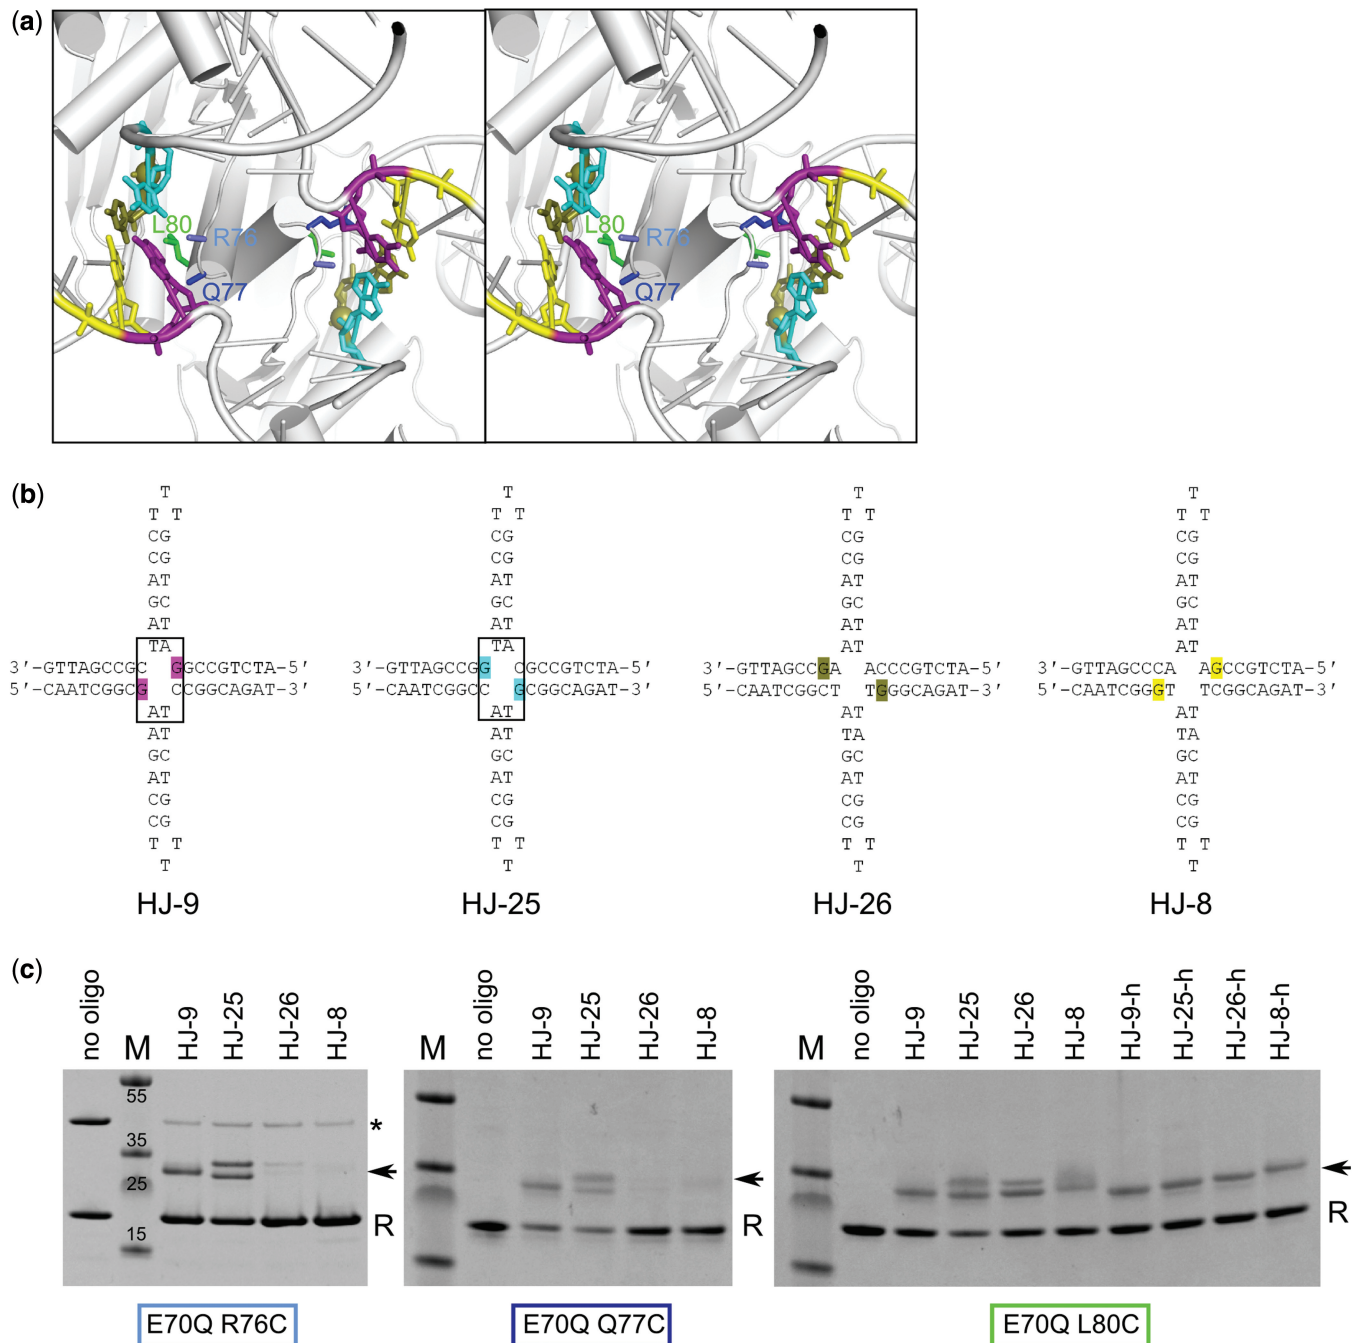 (a)
L80
R76
Q77
L80
R76
Q77
(b)
T T T T
T T T T T T T T
CG CG CG CG
CG CG CG CG
AT AT AT AT
GC GC GC GC
AT AT AT AT
TA TA
3'-GTTAGCCGC GGCCGTCTA-5' 3'-GTTAGCCGG CGCCGTCTA-5' 3'-GTTAGCCGA ACCCGTCTA-5' 3'-GTTAGCCCA AGCCGTCTA-5'
5'-CAATCGGCG CCGGCAGAT-3' 5'-CAATCGGCC GCGGCAGAT-3' 5'-CAATCGGCT TGGGCAGAT-3' 5'-CAATCGGGT TCGGCAGAT-3'
AT AT AT AT
AT AT TA TA
GC GC GC GC
AT AT AT AT
CG CG CG CG
CG CG CG CG
T T T T T T T T
T T T T
HJ-9 HJ-25 HJ-26 HJ-8
(c)
no oligo M HJ-9 HJ-25 HJ-26 HJ-8
55
35
25
15
*
R
E70Q R76C
M no oligo HJ-9 HJ-25 HJ-26 HJ-8
R
E70Q Q77C
M no oligo HJ-9 HJ-25 HJ-26 HJ-8 HJ-9-h HJ-25-h HJ-26-h HJ-8-h
R
E70Q L80C